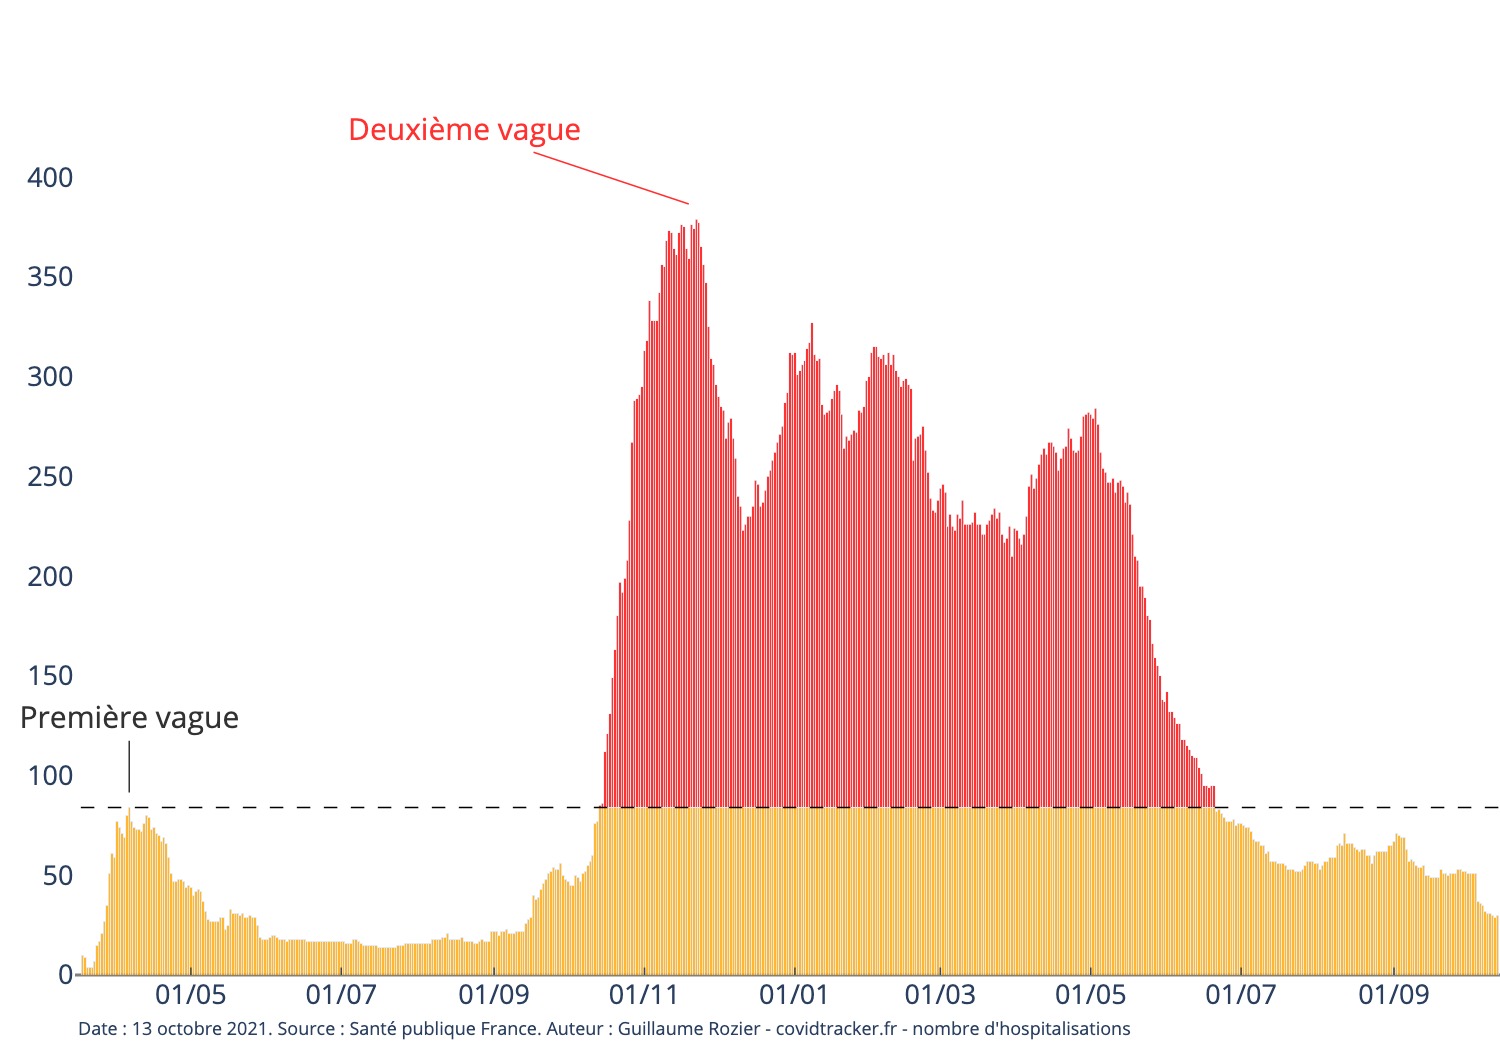 Deuxième vague
400
350
300
250
200
150
Première vague
100
50
0
01/05 01/07 01/09 01/11 01/01 01/03 01/05 01/07 01/09
Date : 13 octobre 2021. Source : Santé publique France. Auteur : Guillaume Rozier - covidtracker.fr - nombre d'hospitalisations